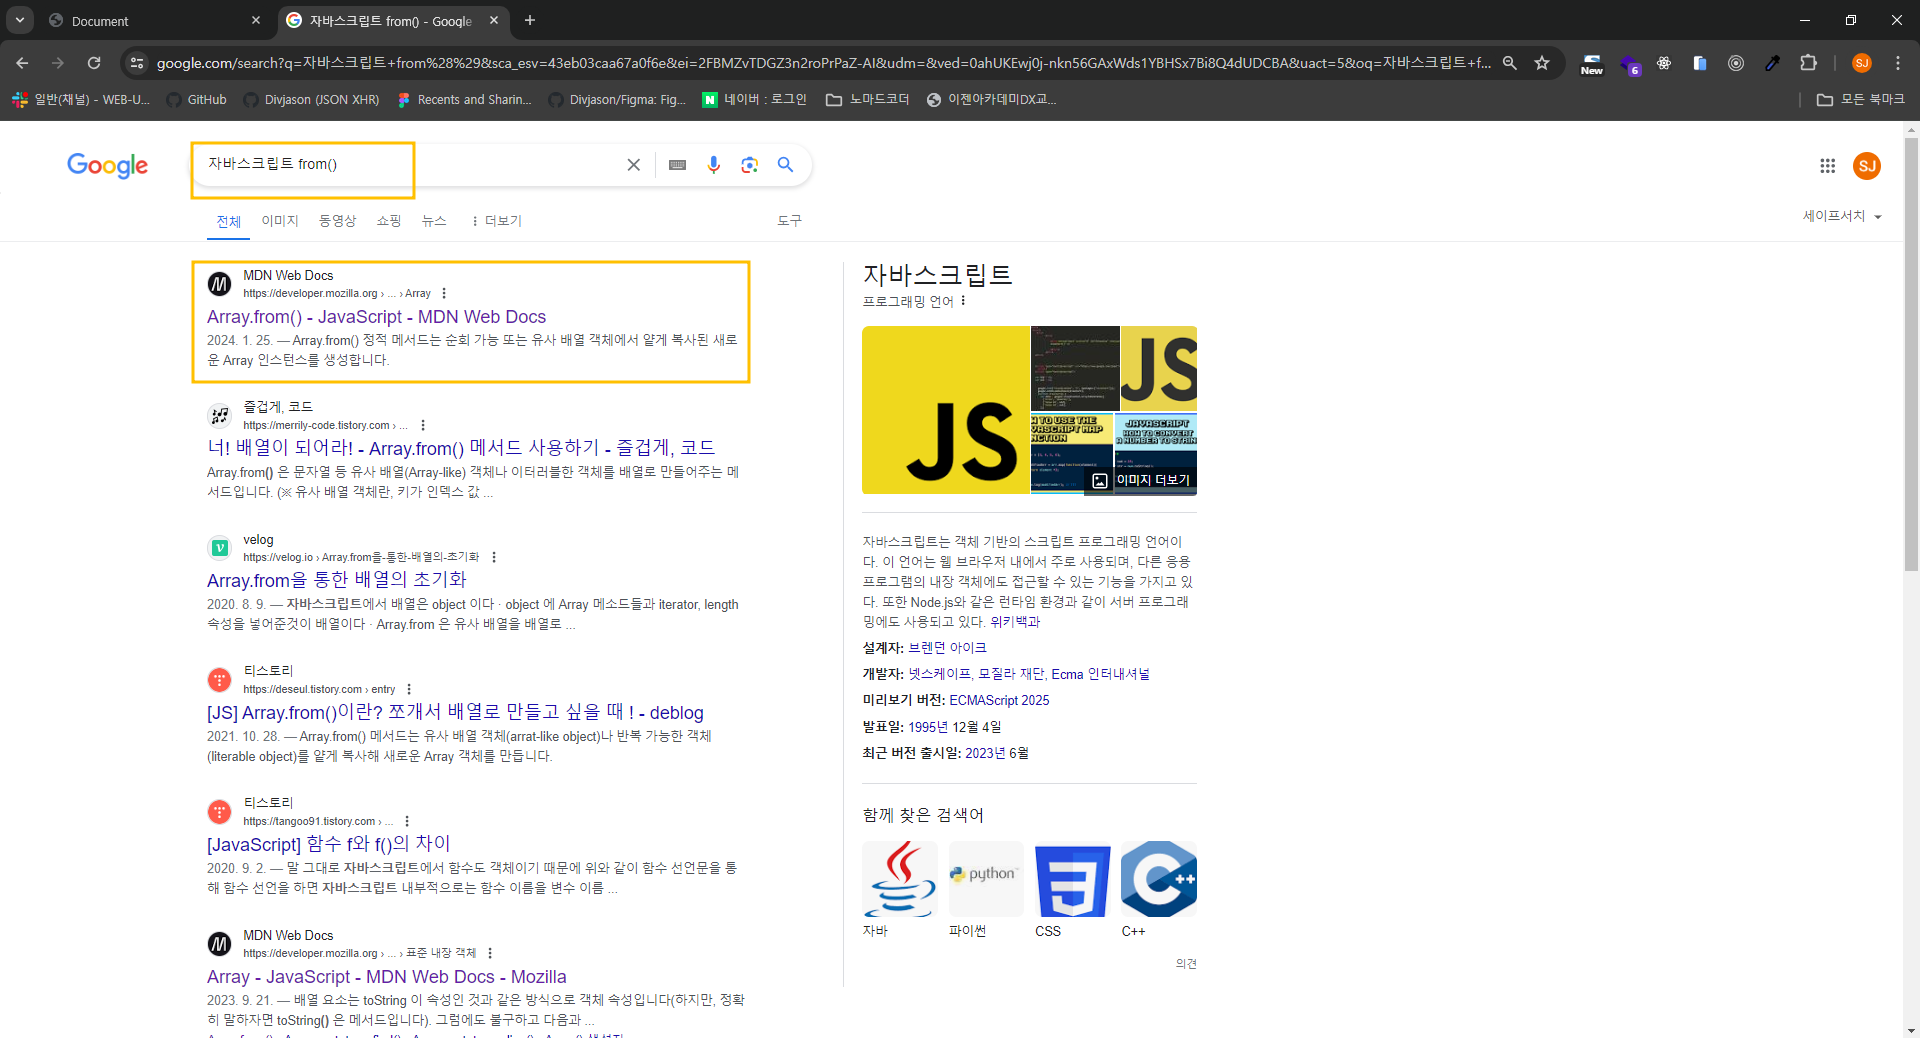 Document
자바스크립트 from() - Google
google.com/search?q=자바스크립트+from%28%29&sca_esv=43eb03caa67a0f6e&ei=2FBMZvTDGZ3n2roPrPaZ-AI&udm=&ved=0ahUKEwj0j-nkn56GAxWds1YBHSx7Bi8Q4dUDCBA&uact=5&oq=자바스크립트+f...
New
6
SJ
일반(채널) - WEB-U...
GitHub
Divjason (JSON XHR)
Recents and Sharin...
Divjason/Figma: Fig...
N
네이버 : 로그인
노마드코더
이젠아카데미DX교...
모든 북마크
Google
자바스크립트 from()
SJ
전체
이미지
동영상
쇼핑
뉴스
더보기
도구
세이프서치
MDN Web Docs
https://developer.mozilla.org › ... › Array
Array.from() - JavaScript - MDN Web Docs
2024. 1. 25. — Array.from() 정적 메서드는 순회 가능 또는 유사 배열 객체에서 얕게 복사된 새로
운 Array 인스턴스를 생성합니다.
즐겁게, 코드
https://merrily-code.tistory.com › ...
너! 배열이 되어라! - Array.from() 메서드 사용하기 - 즐겁게, 코드
Array.from() 은 문자열 등 유사 배열(Array-like) 객체나 이터러블한 객체를 배열로 만들어주는 메
서드입니다. (※ 유사 배열 객체란, 키가 인덱스 값 ...
velog
https://velog.io › Array.from을-통한-배열의-초기화
Array.from을 통한 배열의 초기화
2020. 8. 9. — 자바스크립트에서 배열은 object 이다 · object 에 Array 메소드들과 iterator, length
속성을 넣어준것이 배열이다 · Array.from 은 유사 배열을 배열로 ...
티스토리
https://deseul.tistory.com › entry
[JS] Array.from()이란? 쪼개서 배열로 만들고 싶을 때 ! - deblog
2021. 10. 28. — Array.from() 메서드는 유사 배열 객체(arrat-like object)나 반복 가능한 객체
(literable object)를 얕게 복사해 새로운 Array 객체를 만듭니다.
티스토리
https://tangoo91.tistory.com › ...
[JavaScript] 함수 f와 f()의 차이
2020. 9. 2. — 말 그대로 자바스크립트에서 함수도 객체이기 때문에 위와 같이 함수 선언문을 통
해 함수 선언을 하면 자바스크립트 내부적으로는 함수 이름을 변수 이름 ...
MDN Web Docs
https://developer.mozilla.org › ... › 표준 내장 객체
Array - JavaScript - MDN Web Docs - Mozilla
2023. 9. 21. — 배열 요소는 toString 이 속성인 것과 같은 방식으로 객체 속성입니다(하지만, 정확
히 말하자면 toString() 은 메서드입니다). 그럼에도 불구하고 다음과 ...
자바스크립트
프로그래밍 언어
JS
JS
JAVASCRIPT
HOW TO CONVERT
A NUMBER TO STRIN
이미지 더보기
자바스크립트는 객체 기반의 스크립트 프로그래밍 언어이
다. 이 언어는 웹 브라우저 내에서 주로 사용되며, 다른 응용
프로그램의 내장 객체에도 접근할 수 있는 기능을 가지고 있
다. 또한 Node.js와 같은 런타임 환경과 같이 서버 프로그래
밍에도 사용되고 있다. 위키백과
설계자: 브렌던 아이크
개발자: 넷스케이프, 모질라 재단, Ecma 인터내셔널
미리보기 버전: ECMAScript 2025
발표일: 1995년 12월 4일
최근 버전 출시일: 2023년 6월
함께 찾은 검색어
python
C++
자바
파이썬
CSS
C++
의견